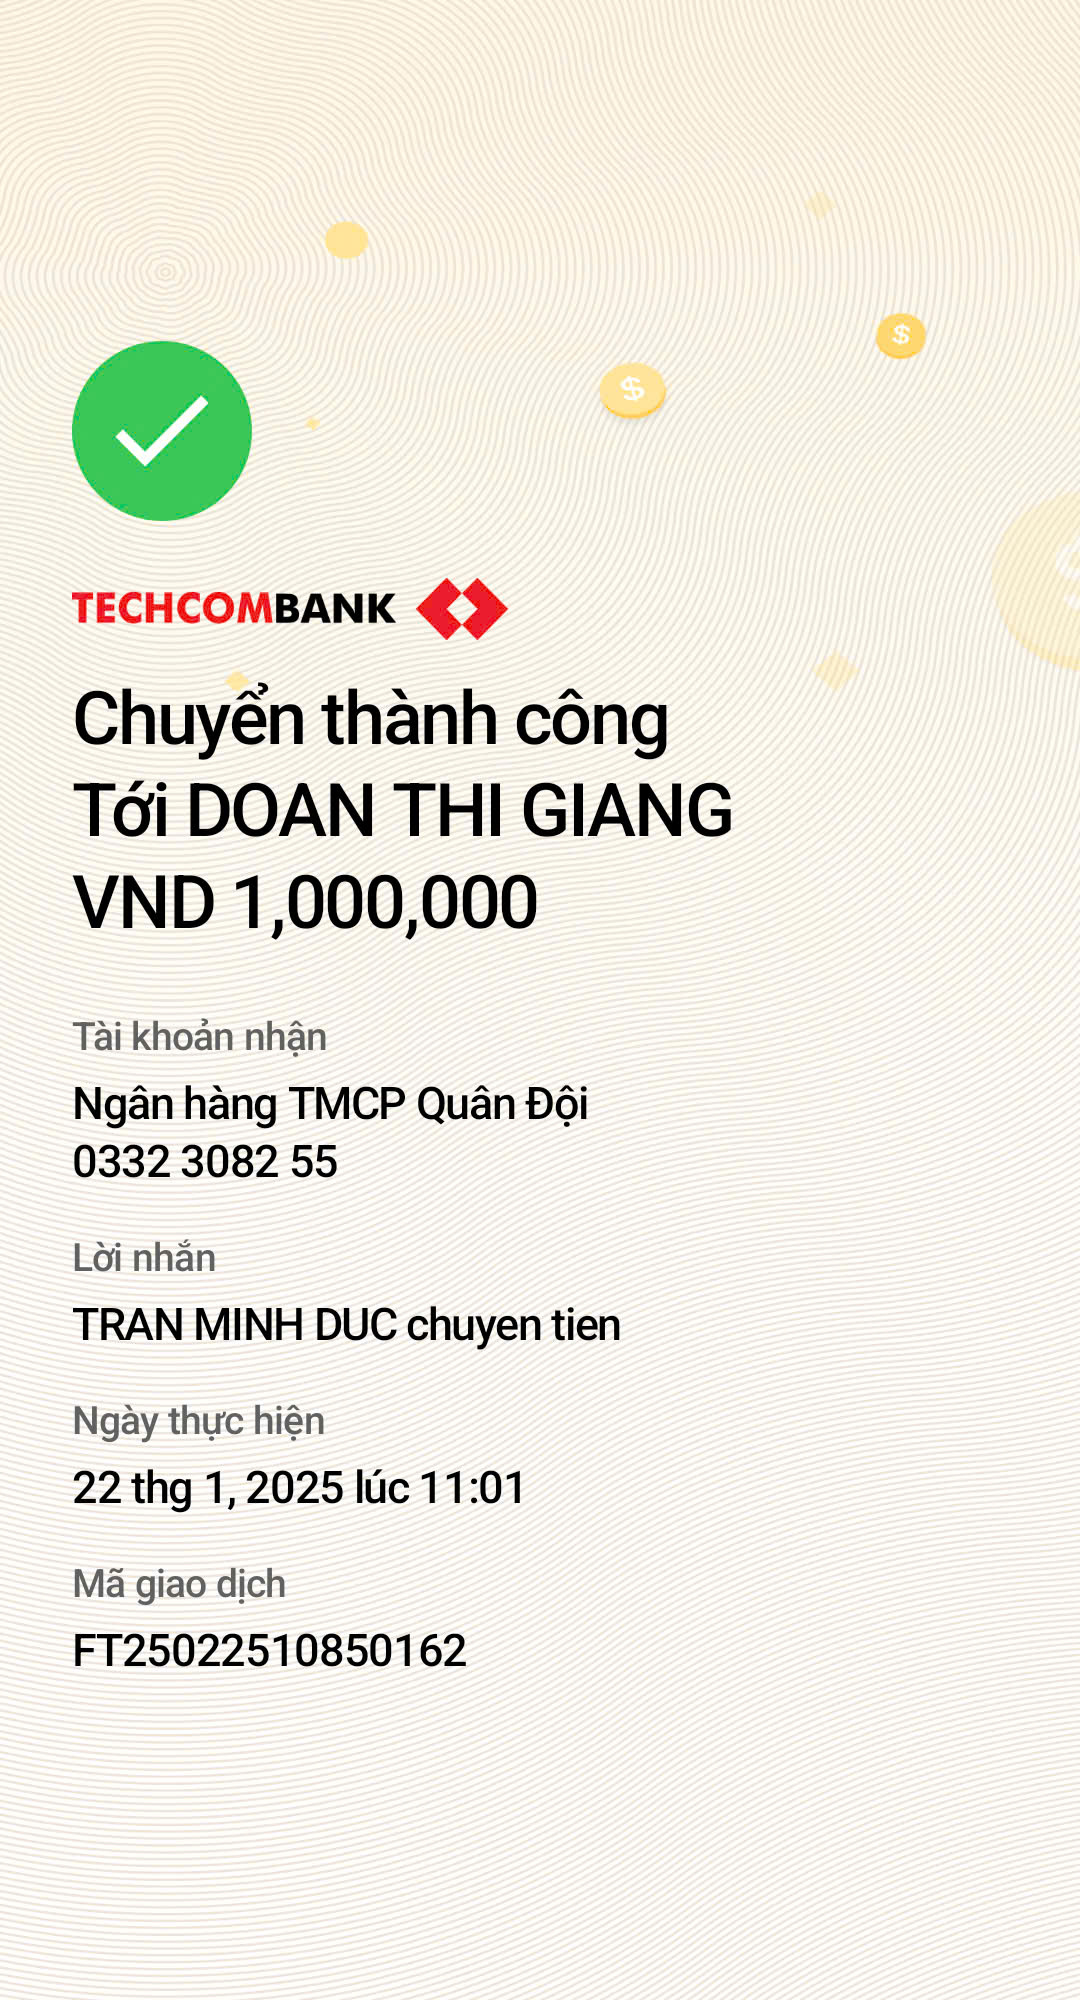 TECHCOMBANK
Chuyển thành công
Tới DOAN THI GIANG
VND 1,000,000
Tài khoản nhận
Ngân hàng TMCP Quân Đội
0332 3082 55
Lời nhắn
TRAN MINH DUC chuyen tien
Ngày thực hiện
22 thg 1, 2025 lúc 11:01
Mã giao dịch
FT25022510850162